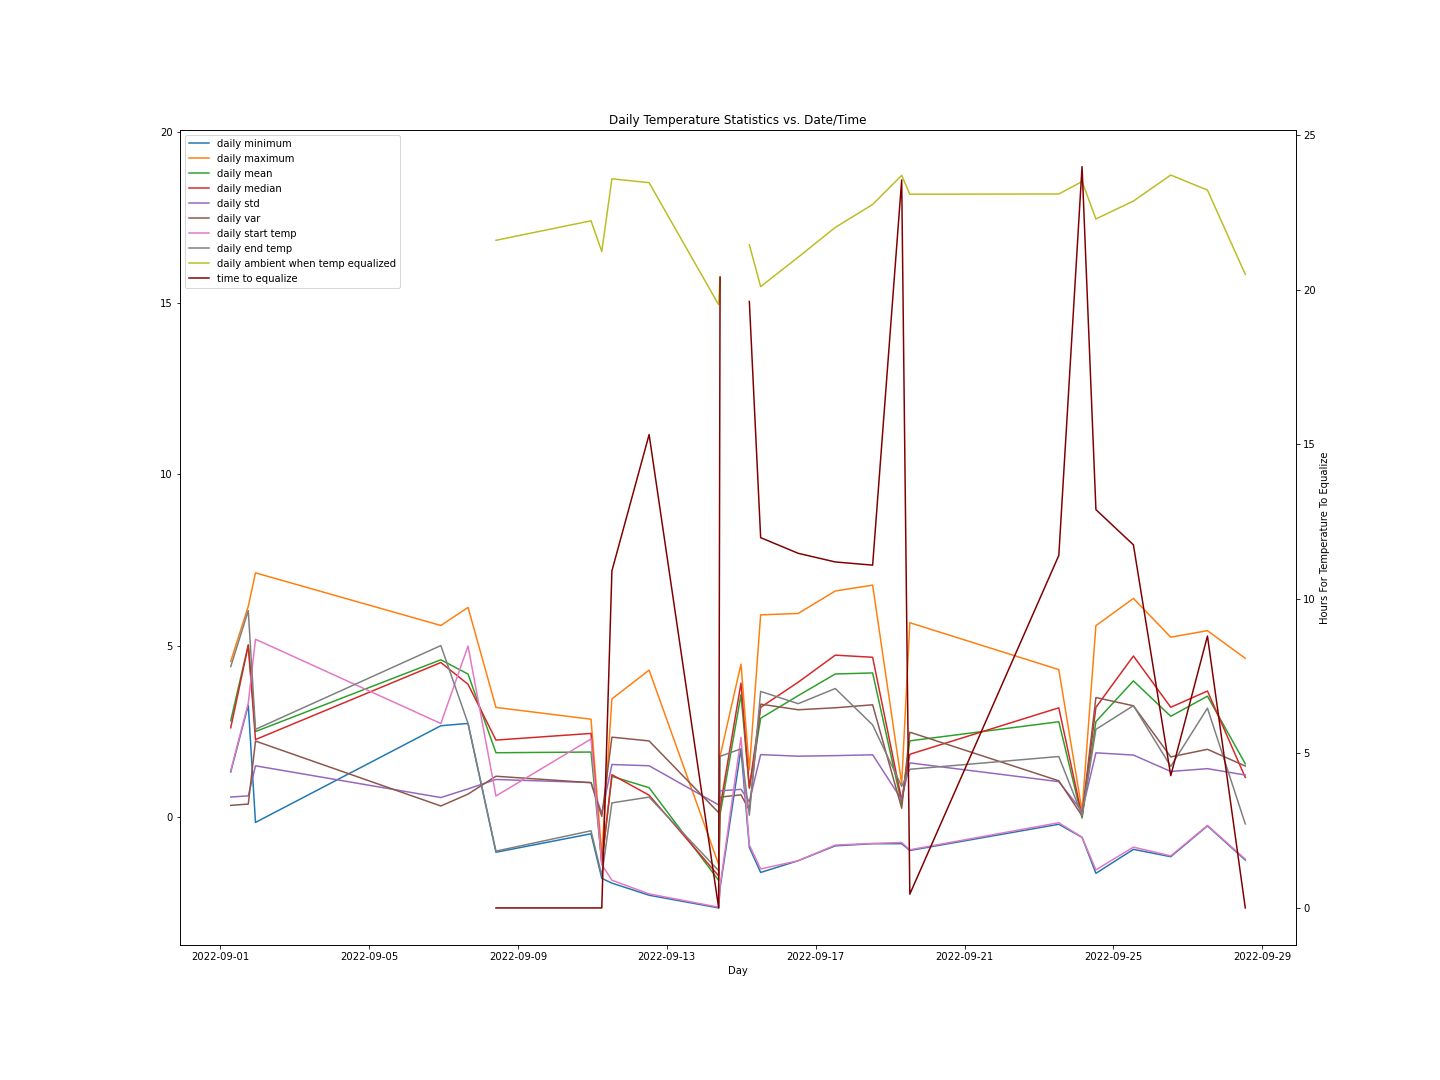 Daily Temperature Statistics vs. Date/Time
20
15
10
5
0
daily minimum
daily maximum
daily mean
daily median
daily std
daily var
daily start temp
daily end temp
daily ambient when temp equalized
time to equalize
25
20
15
10
5
0
Hours For Temperature To Equalize
2022-09-01 2022-09-05 2022-09-09 2022-09-13 2022-09-17 2022-09-21 2022-09-25 2022-09-29
Day